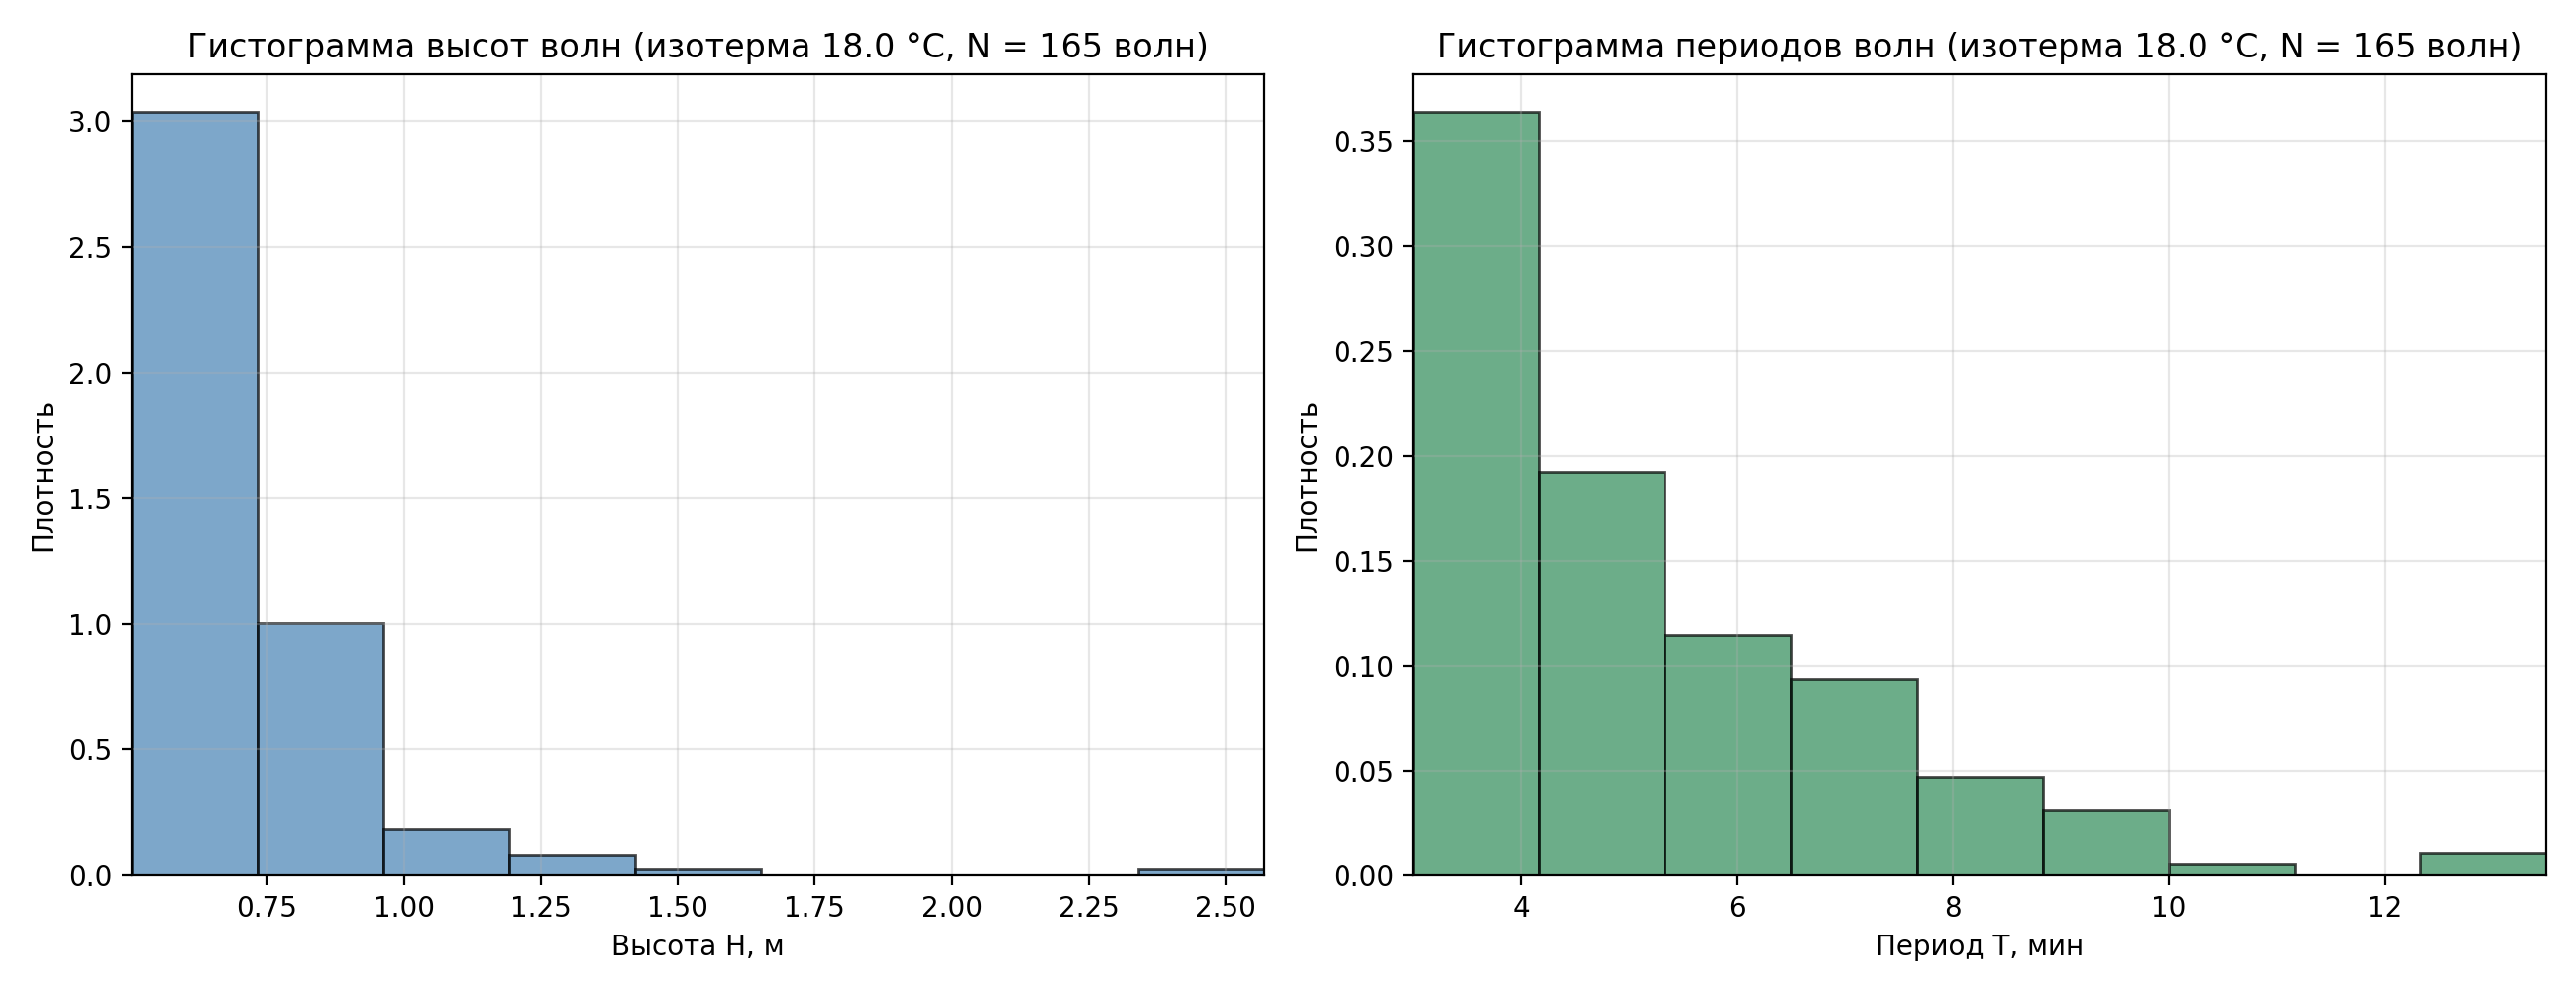 Гистограмма высот волн (изотерма 18.0 °C, N = 165 волн)
3.0
2.5
2.0
1.5
1.0
0.5
0.0
Плотность
0.75 1.00 1.25 1.50 1.75 2.00 2.25 2.50
Высота H, м
Гистограмма периодов волн (изотерма 18.0 °C, N = 165 волн)
0.35
0.30
0.25
0.20
0.15
0.10
0.05
0.00
Плотность
4 6 8 10 12
Период T, мин